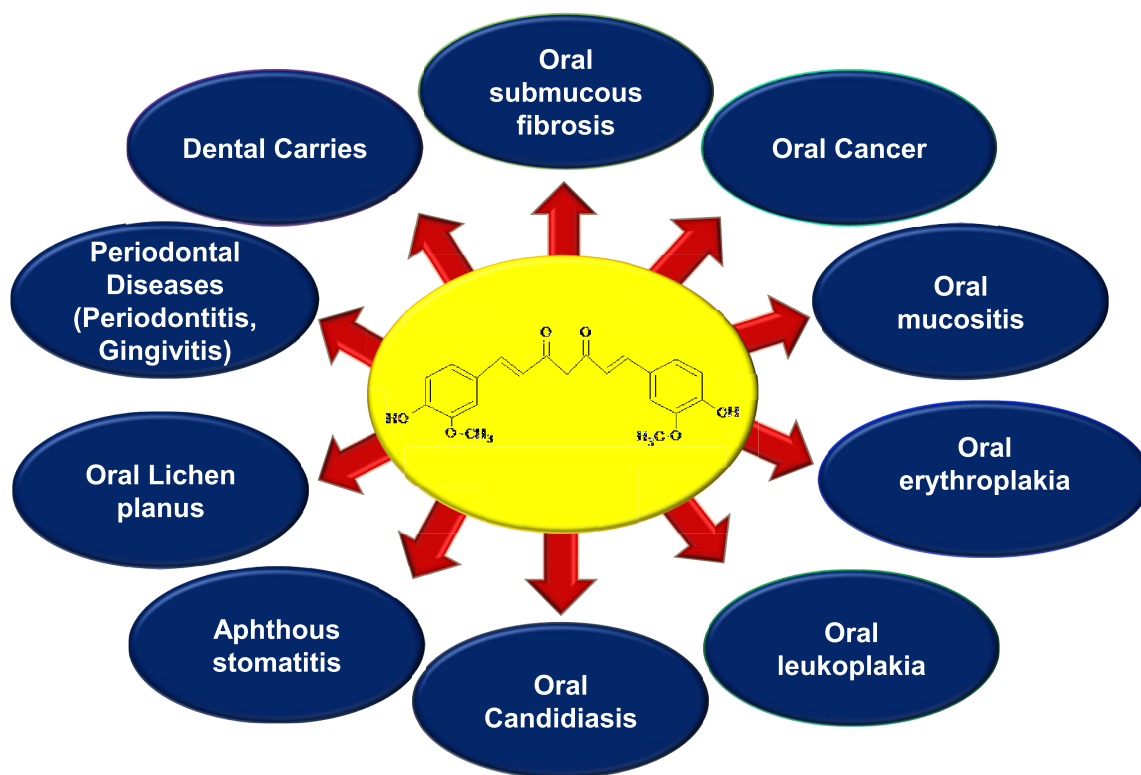 Oral
submucous
fibrosis
Dental Carries
Oral Cancer
Periodontal
Diseases
(Periodontitis,
Gingivitis)
Oral
mucositis
O O
HO
O-CH3
OH
H3C-O
Oral Lichen
planus
Oral
erythroplakia
Aphthous
stomatitis
Oral
leukoplakia
Oral
Candidiasis